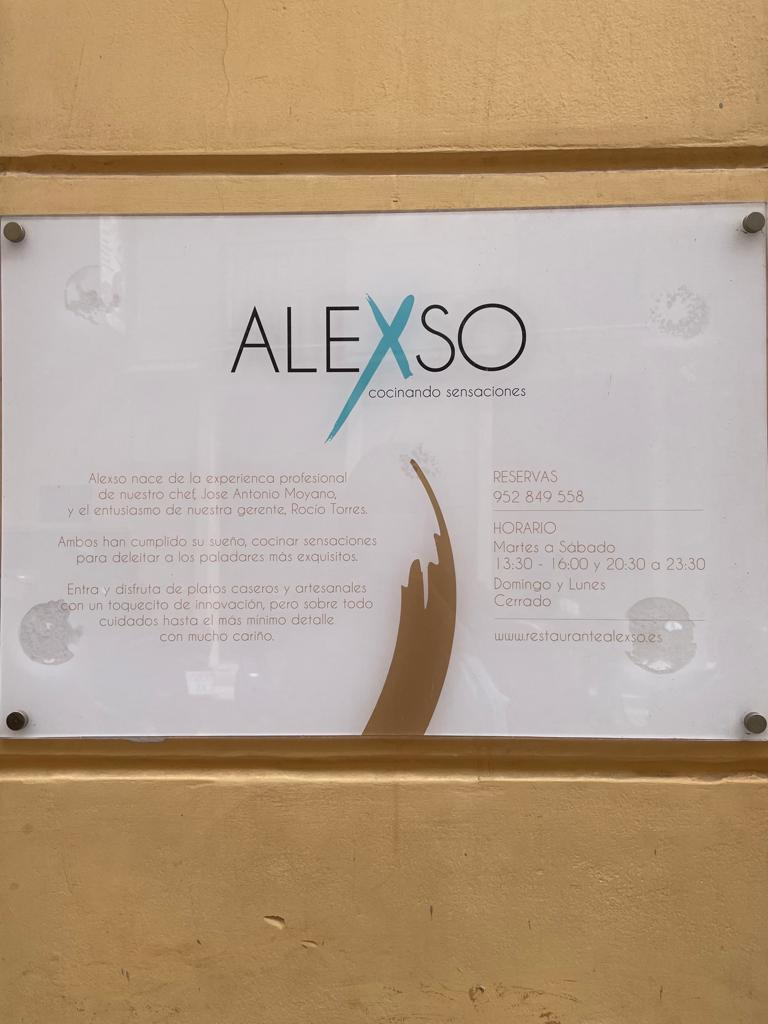 ALEXSO
cocinando sensaciones
Alexso nace de la experienca profesional
de nuestro chef, Jose Antonio Moyano,
y el entusiasmo de nuestra gerente, Rocío Torres.
Ambos han cumplido su sueño, cocinar sensaciones
para deleitar a los paladares más exquisitos.
Entra y disfruta de platos caseros y artesanales
con un toquecito de innovación, pero sobre todo
cuidados hasta el más mínimo detalle
con mucho cariño.
RESERVAS
952 849 558
HORARIO
Martes a Sábado
13:30 - 16:00 y 20:30 a 23:30
Domingo y Lunes
Cerrado
www.restaurantealexso.es